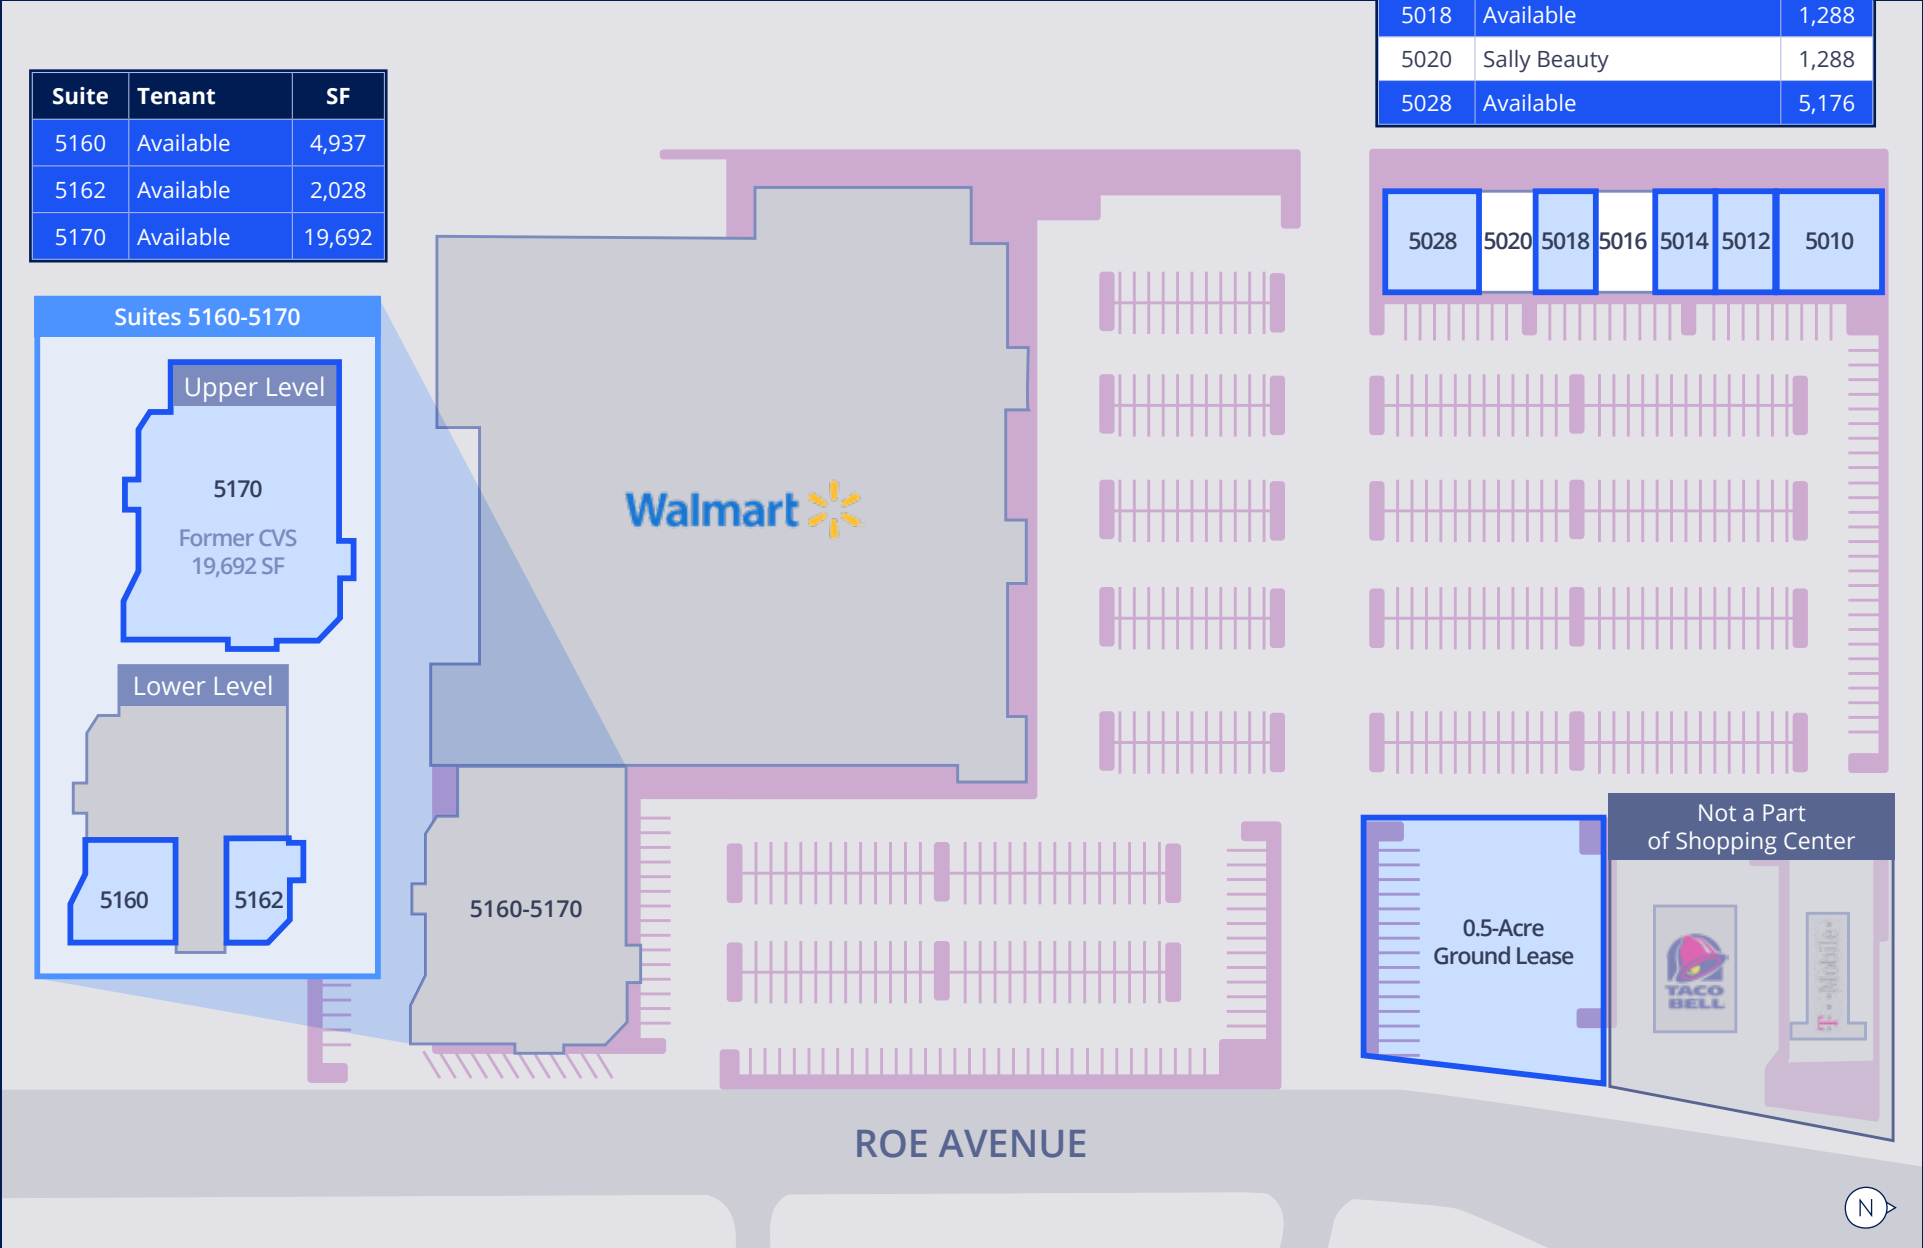 5018 Available 1,288
5020 Sally Beauty 1,288
5028 Available 5,176
Suite Tenant SF
5160 Available 4,937
5162 Available 2,028
5170 Available 19,692
Suites 5160-5170
Upper Level
5170
Former CVS
19,692 SF
Lower Level
5160
5162
Walmart
5028 5020 5018 5016 5014 5012 5010
5160-5170
0.5-Acre
Ground Lease
Not a Part
of Shopping Center
TACO
BELL
T Mobile
ROE AVENUE
N